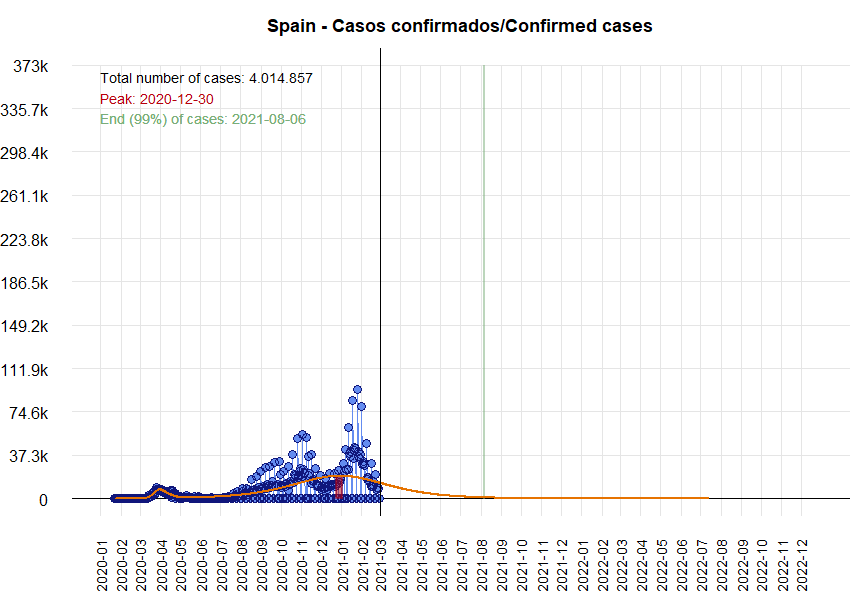 Spain - Casos confirmados/Confirmed cases
373k
Total number of cases: 4.014.857
Peak: 2020-12-30
335.7k
End (99%) of cases: 2021-08-06
298.4k
261.1k
223.8k
186.5k
149.2k
111.9k
74.6k
37.3k
0
2020-01
2020-02
2020-03
2020-04
2020-05
2020-06
2020-07
2020-08
2020-09
2020-10
2020-11
2020-12
2021-01
2021-02
2021-03
2021-04
2021-05
2021-06
2021-07
2021-08
2021-09
2021-10
2021-11
2021-12
2022-01
2022-02
2022-03
2022-04
2022-05
2022-06
2022-07
2022-08
2022-09
2022-10
2022-11
2022-12